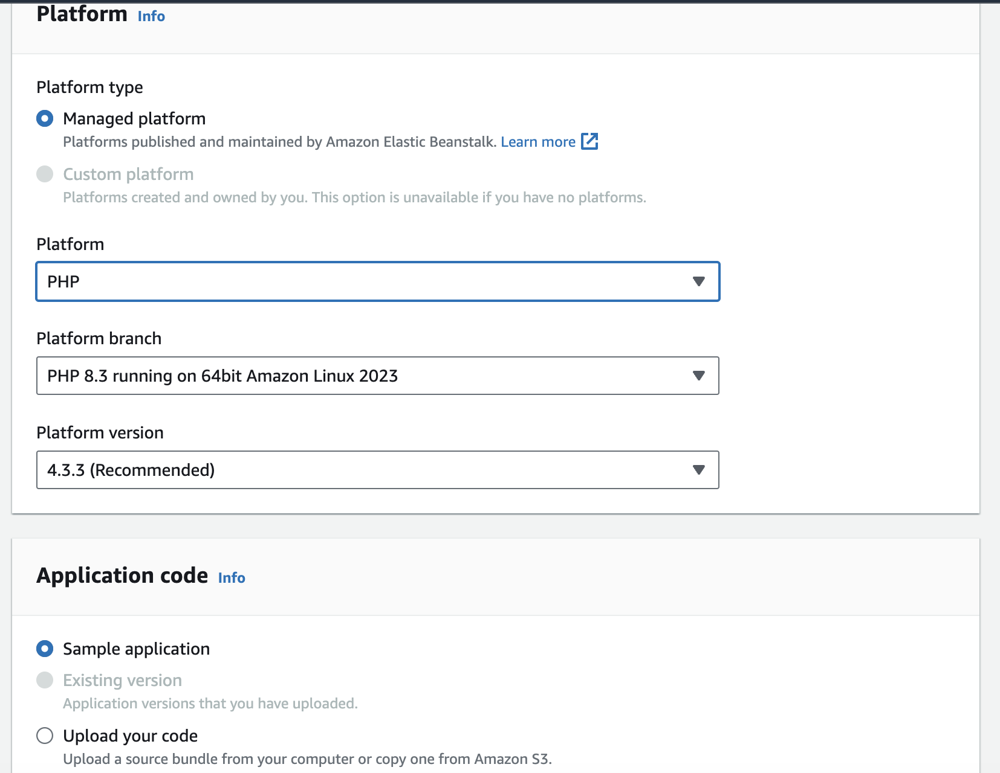 Platform Info
Platform type
Managed platform
Platforms published and maintained by Amazon Elastic Beanstalk. Learn more
Custom platform
Platforms created and owned by you. This option is unavailable if you have no platforms.
Platform
PHP
Platform branch
PHP 8.3 running on 64bit Amazon Linux 2023
Platform version
4.3.3 (Recommended)
Application code Info
Sample application
Existing version
Application versions that you have uploaded.
Upload your code
Upload a source bundle from your computer or copy one from Amazon S3.